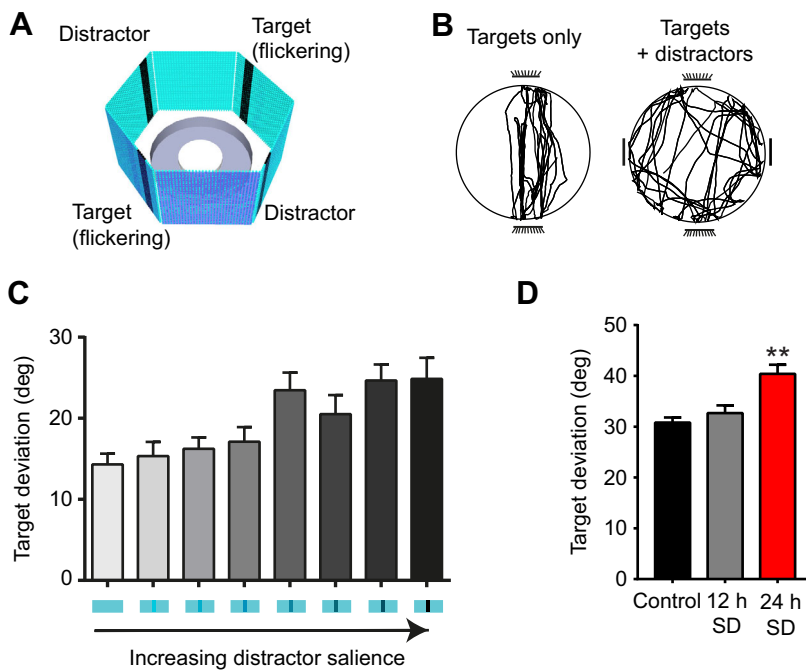 A
Distractor
Target
(flickering)
Target
(flickering)
Distractor
B
Targets only
Targets
+ distractors
C
Target deviation (deg)
30
20
10
0
Increasing distractor salience
D
Target deviation (deg)
50
40
30
20
10
0
**
Control
12 h
SD
24 h
SD